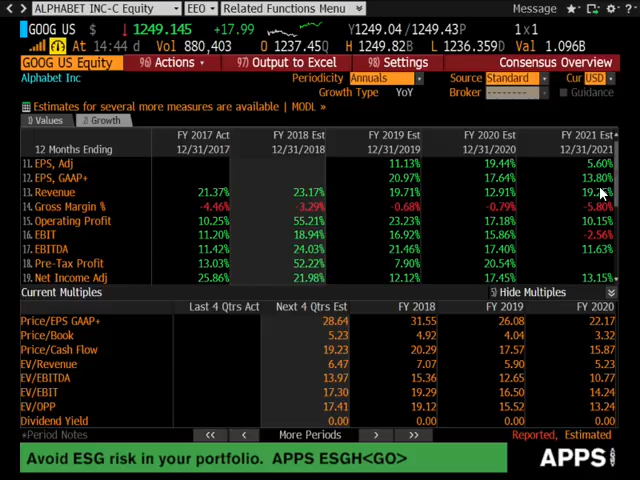 ALPHABET INC-C Equity EEO Related Functions Menu Message
GOOG US $ 1249.145 +17.99 Y1249.04 /1249.43P 1x1
At 14:44 d Vol 880,403 O 1237.45Q H 1249.82B L 1236.359D Val 1.096B
GOOG US Equity 96) Actions 97) Output to Excel 98) Settings Consensus Overview
Alphabet Inc Periodicity Annuals Source Standard Cur USD
Growth Type YoY Broker -------- Guidance
Estimates for several more measures are available | MODL »
1) Values 2) Growth
FY 2017 Act FY 2018 Est FY 2019 Est FY 2020 Est FY 2021 Est
12 Months Ending 12/31/2017 12/31/2018 12/31/2019 12/31/2020 12/31/2021
11. EPS, Adj 11.13% 19.44% 5.60%
12. EPS, GAAP+ 20.97% 17.64% 13.80%
13. Revenue 21.37% 23.17% 19.71% 12.91%
14. Gross Margin % -4.46% -3.29% -0.68% -0.79% -5.80%
15. Operating Profit 10.25% 55.21% 23.23% 17.18% 10.15%
16. EBIT 11.20% 18.94% 16.92% 15.86% -2.56%
17. EBITDA 11.42% 24.03% 21.46% 17.40% 11.63%
18. Pre-Tax Profit 13.03% 52.22% 20.54%
19. Net Income Adj 25.86% 21.98% 12.12% 17.45% 13.15%
Current Multiples 5) Hide Multiples
Last 4 Qtrs Act Next 4 Qtrs Est FY 2018 FY 2019 FY 2020
Price/EPS GAAP+ 28.64 31.55 26.08 22.17
Price/Book 5.23 4.92 4.04 3.32
Price/Cash Flow 19.23 20.29 17.57 15.87
EV/Revenue 6.47 7.07 5.90 5.23
EV/EBITDA 13.97 15.36 12.65 10.77
EV/EBIT 17.30 19.29 16.50 14.24
EV/OPP 17.41 19.12 15.52 13.24
Dividend Yield 0.00 0.00 0.00 0.00
*Period Notes << < More Periods > >> Reported, Estimated
Avoid ESG risk in your portfolio. APPS ESGH<GO> APPS